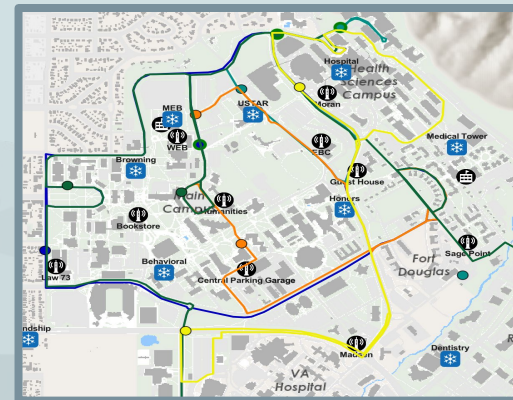 Hospital
Health
Sciences
Campus
Moran
MEB
USTAR
WEB
EBC
Medical Tower
Browning
Guest House
Honors
Main
Campus
Humanities
Bookstore
Sage Point
Behavioral
Fort
Douglas
Law 73
Central Parking Garage
ndship
Madsen
Dentistry
VA
Hospital
R